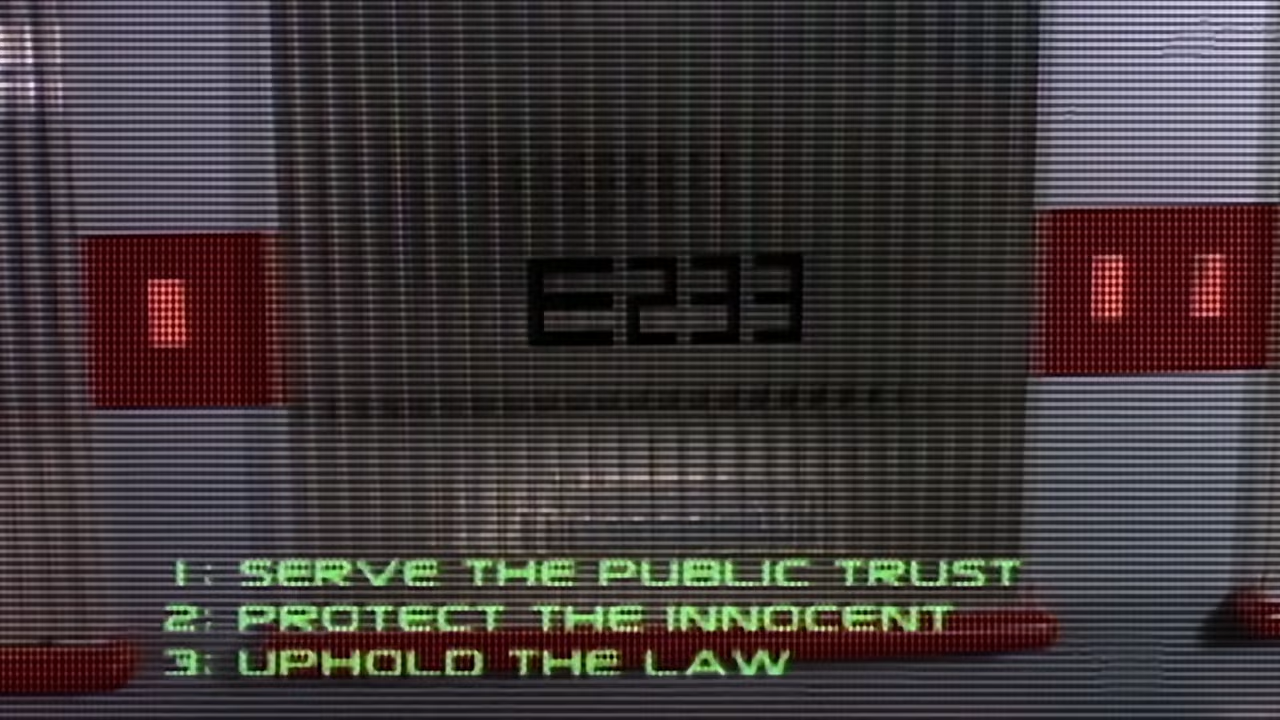 E233
1: SERVE THE PUBLIC TRUST
2: PROTECT THE INNOCENT
3: UPHOLD THE LAW